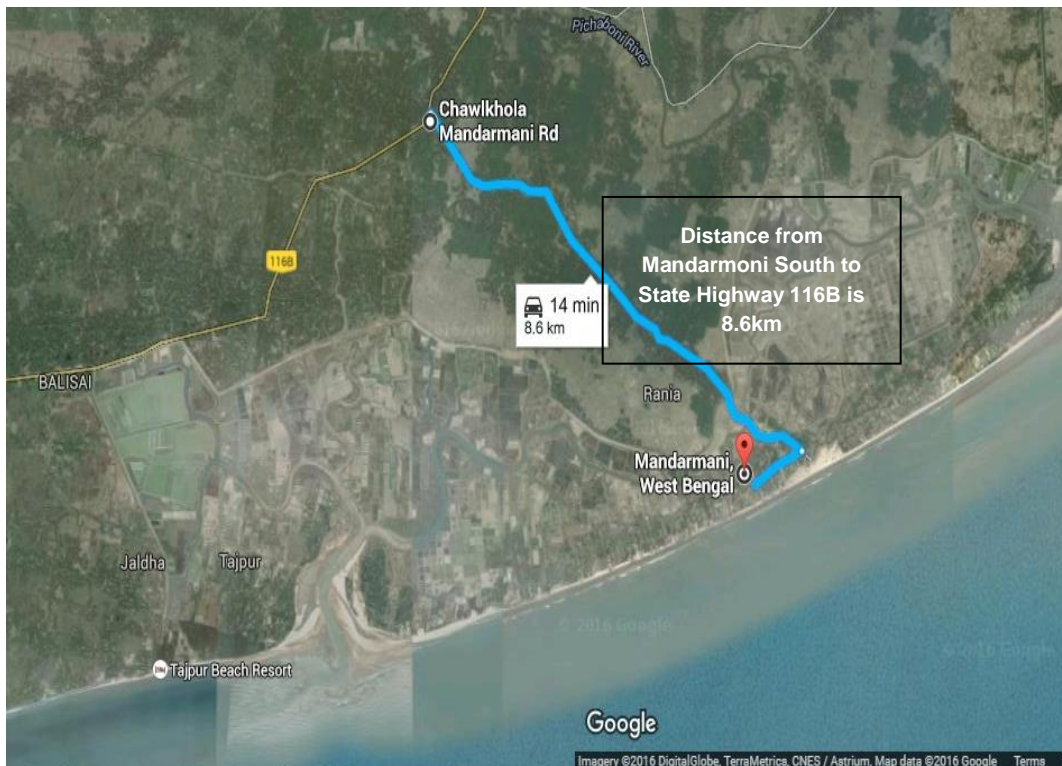 Pichaboni River
Chawlkhola
Mandarmani Rd
Distance from
Mandarmoni South to
State Highway 116B is
8.6km
116B
14 min
8.6 km
BALISAI
Rania
Mandarmani,
West Bengal
Jaldha
Tajpur
© 2016 Google
© 2016 Google
Tajpur Beach Resort
Google
Imagery ©2016 DigitalGlobe, TerraMetrics, CNES / Astrium, Map data ©2016 Google Terms